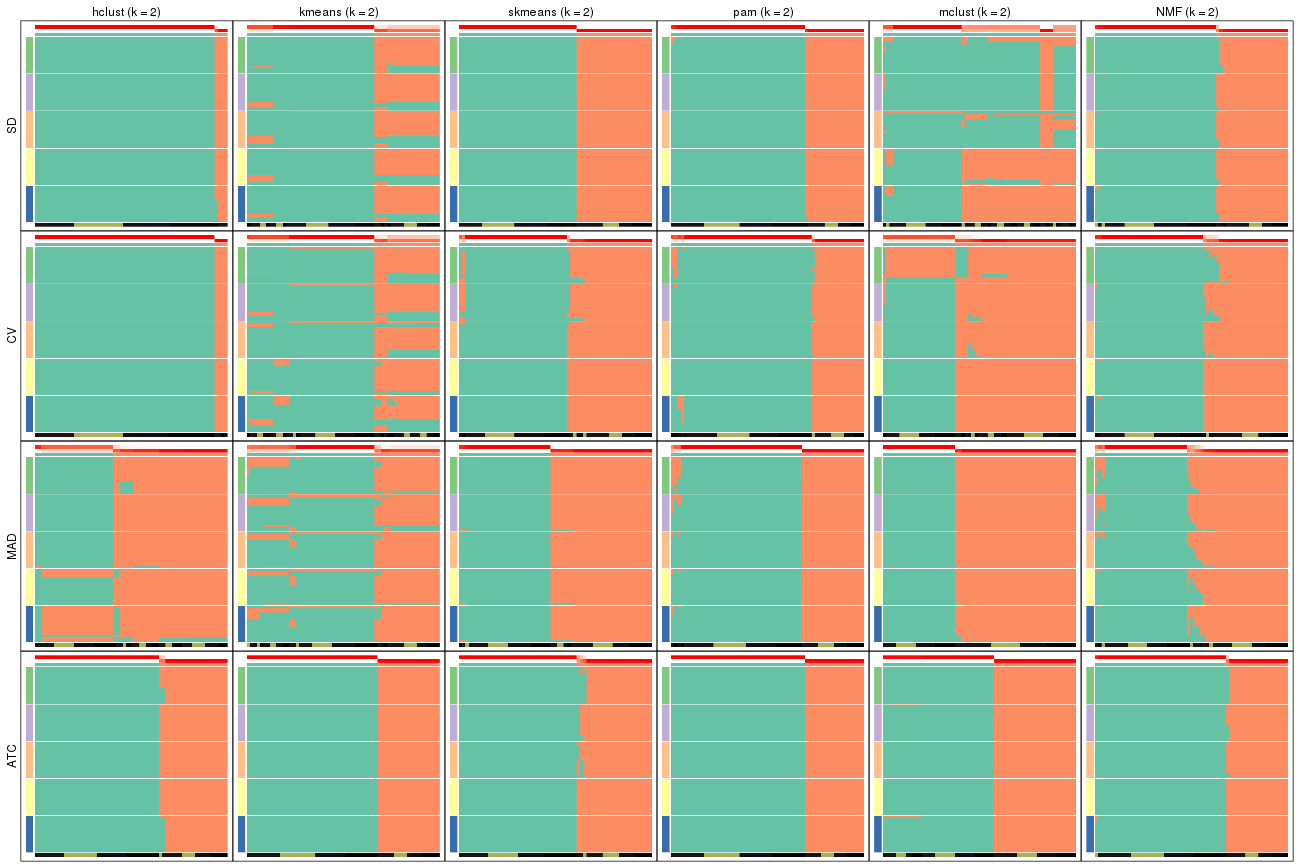 hclust (k = 2)
kmeans (k = 2)
skmeans (k = 2)
pam (k = 2)
mclust (k = 2)
NMF (k = 2)
SD
CV
MAD
ATC